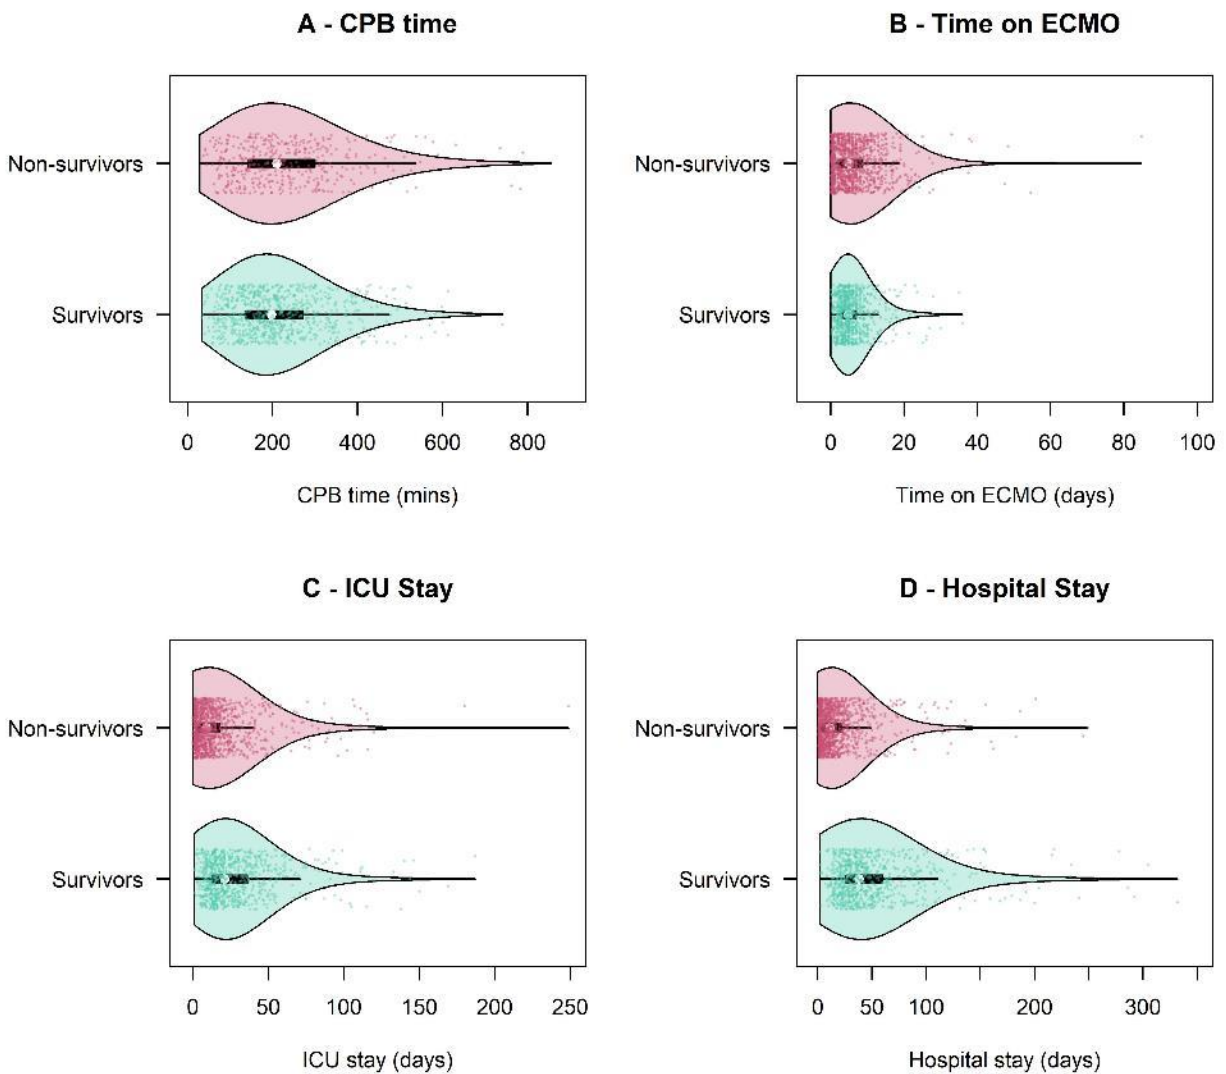 A - CPB time
Non-survivors
Survivors
0 200 400 600 800
CPB time (mins)
B - Time on ECMO
Non-survivors
Survivors
0 20 40 60 80 100
Time on ECMO (days)
C - ICU Stay
Non-survivors
Survivors
0 50 100 150 200 250
ICU stay (days)
D - Hospital Stay
Non-survivors
Survivors
0 50 100 200 300
Hospital stay (days)